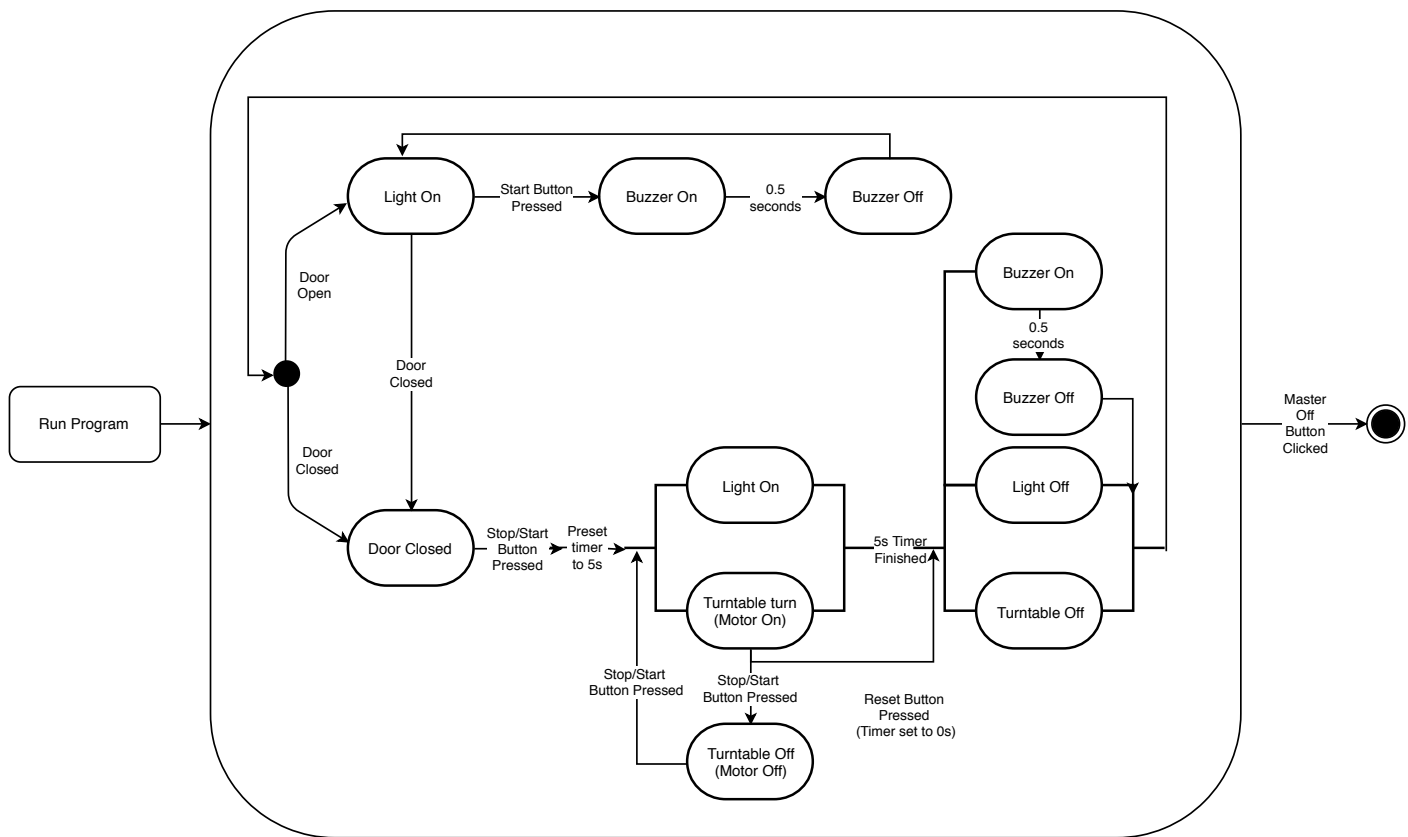 Run Program
Door
Open
Door
Closed
Light On
Start Button
Pressed
Buzzer On
0.5
seconds
Buzzer Off
Door
Closed
Door Closed
Stop/Start
Button
Pressed
Preset
timer
to 5s
Light On
Turntable turn
(Motor On)
Stop/Start
Button Pressed
Stop/Start
Button Pressed
Turntable Off
(Motor Off)
Reset Button
Pressed
(Timer set to 0s)
5s Timer
Finished
Buzzer On
0.5
seconds
Buzzer Off
Light Off
Turntable Off
Master
Off
Button
Clicked